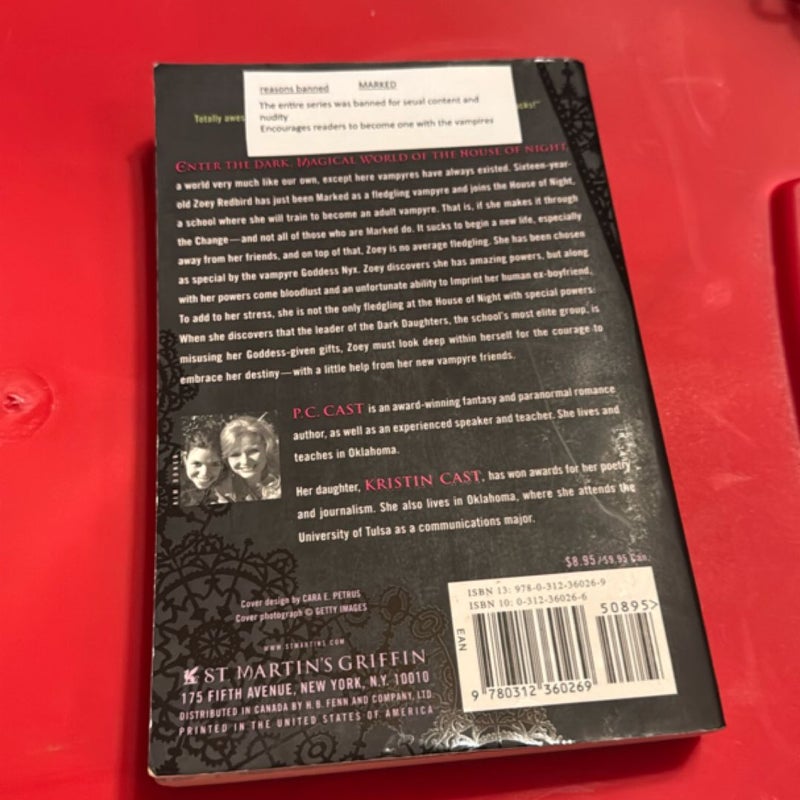 reasons banned MARKED
The entire series was banned for seual content and
nudity
Encourages readers to become one with the vampires
Totally awes cks!"
ENTER THE DARK, MAGICAL WORLD OF THE HOUSE OF NIGHT,
a world very much like our own, except here vampyres have always existed. Sixteen-year-
old Zoey Redbird has just been Marked as a fledgling vampyre and joins the House of Night,
a school where she will train to become an adult vampyre. That is, if she makes it through
the Change—and not all of those who are Marked do. It sucks to begin a new life, especially
away from her friends, and on top of that, Zoey is no average fledgling. She has been chosen
as special by the vampyre Goddess Nyx. Zoey discovers she has amazing powers, but along
with her powers come bloodlust and an unfortunate ability to Imprint her human ex-boyfriend.
To add to her stress, she is not the only fledgling at the House of Night with special powers:
When she discovers that the leader of the Dark Daughters, the school's most elite group, is
misusing her Goddess-given gifts, Zoey must look deep within herself for the courage to
embrace her destiny—with a little help from her new vampyre friends.
P.C. CAST is an award-winning fantasy and paranormal romance
author, as well as an experienced speaker and teacher. She lives and
teaches in Oklahoma.
Her daughter, KRISTIN CAST, has won awards for her poetry
and journalism. She also lives in Oklahoma, where she attends the
University of Tulsa as a communications major.
$8.95/$9.95 Can.
Cover design by CARA E. PETRUS
Cover photograph © GETTY IMAGES
WWW.STMARTINS.COM
ST. MARTIN'S GRIFFIN
175 FIFTH AVENUE, NEW YORK, N.Y. 10010
DISTRIBUTED IN CANADA BY H. B. FENN AND COMPANY, LTD.
PRINTED IN THE UNITED STATES OF AMERICA
ISBN 13: 978-0-312-36026-9
ISBN 10: 0-312-36026-6
50895>
EAN
9 780312 360269